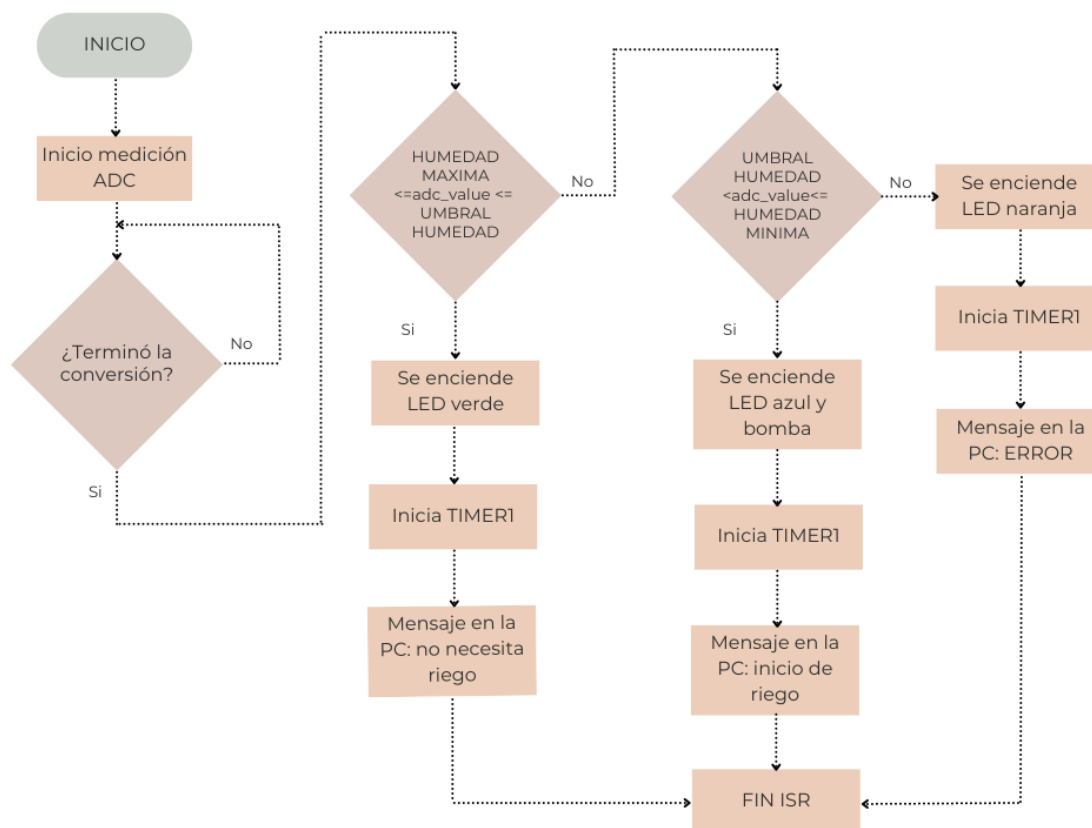 INICIO
Inicio medición
ADC
¿Terminó la
conversión?
No
Si
HUMEDAD
MAXIMA
<=adc_value <=
UMBRAL
HUMEDAD
No
Si
Se enciende
LED verde
Inicia TIMER1
Mensaje en la
PC: no necesita
riego
UMBRAL
HUMEDAD
<adc_value<=
HUMEDAD
MINIMA
No
Si
Se enciende
LED azul y
bomba
Inicia TIMER1
Mensaje en la
PC: inicio de
riego
Se enciende
LED naranja
Inicia TIMER1
Mensaje en la
PC: ERROR
FIN ISR